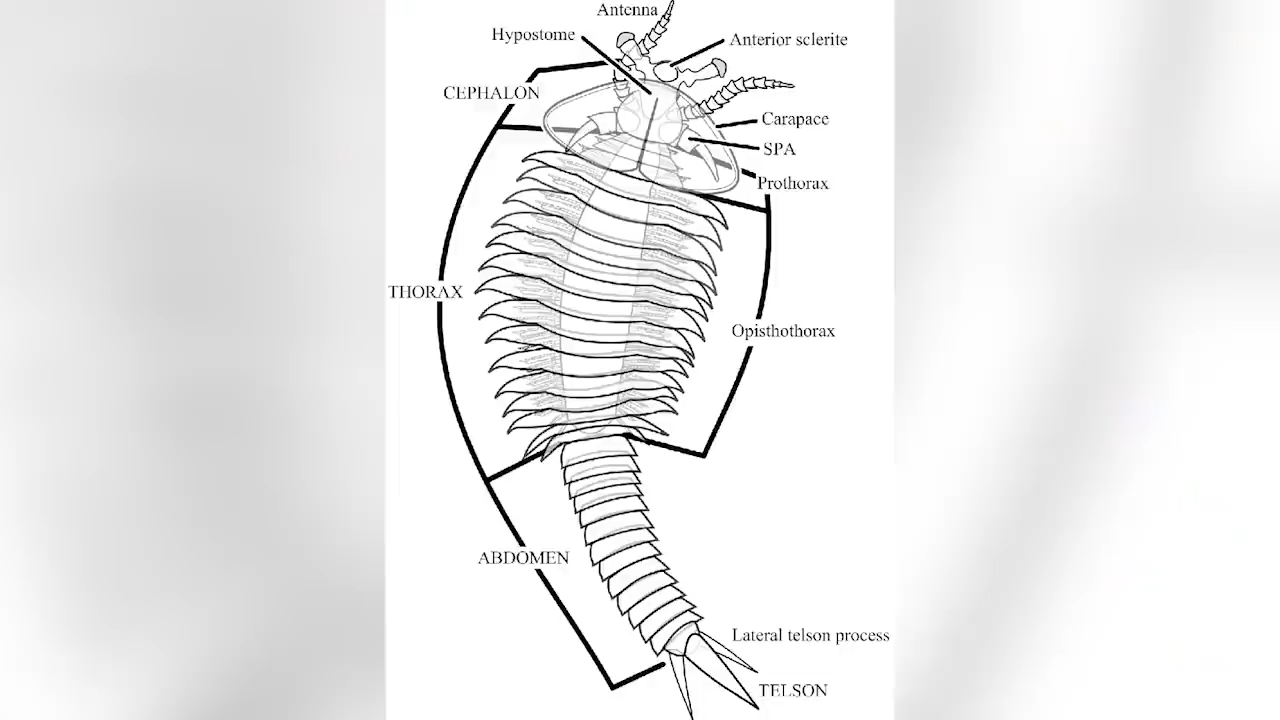 Antenna
Hypostome
Anterior sclerite
CEPHALON
Carapace
SPA
Prothorax
THORAX
Opisthothorax
ABDOMEN
Lateral telson process
TELSON